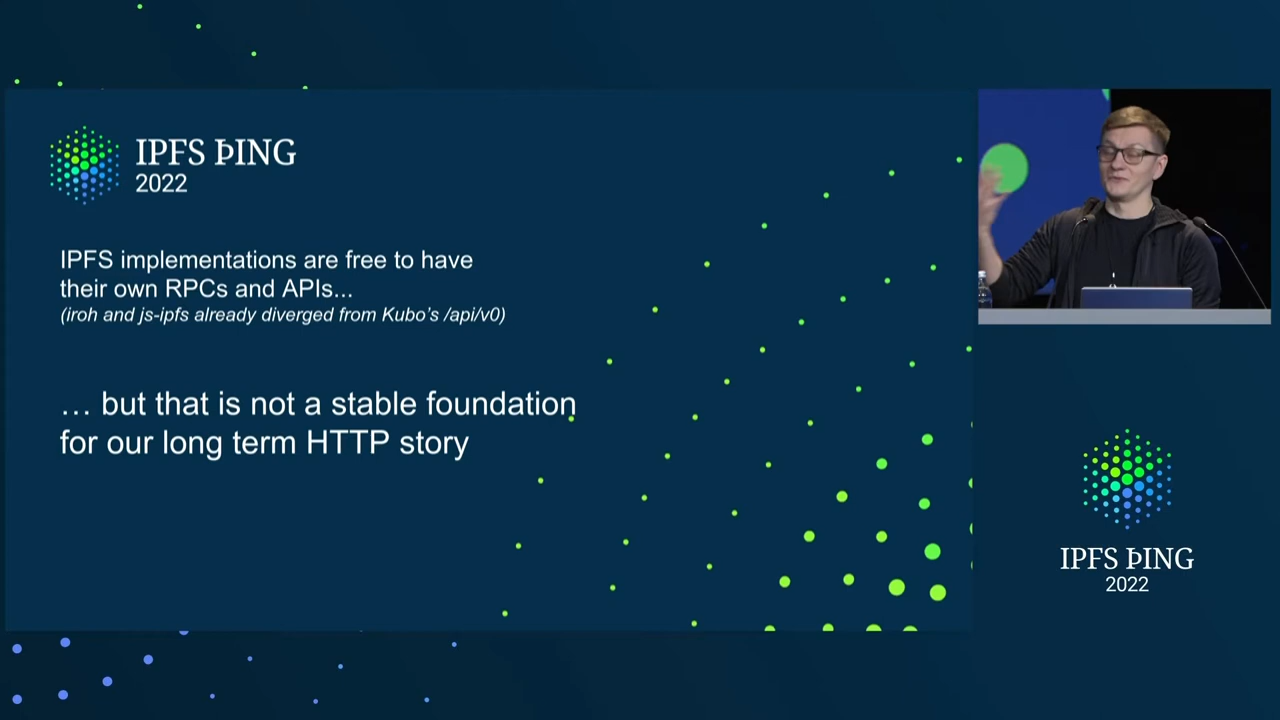 IPFS ÞING
2022
IPFS implementations are free to have
their own RPCs and APIs...
(iroh and js-ipfs already diverged from Kubo’s /api/v0)
… but that is not a stable foundation
for our long term HTTP story
IPFS ÞING
2022